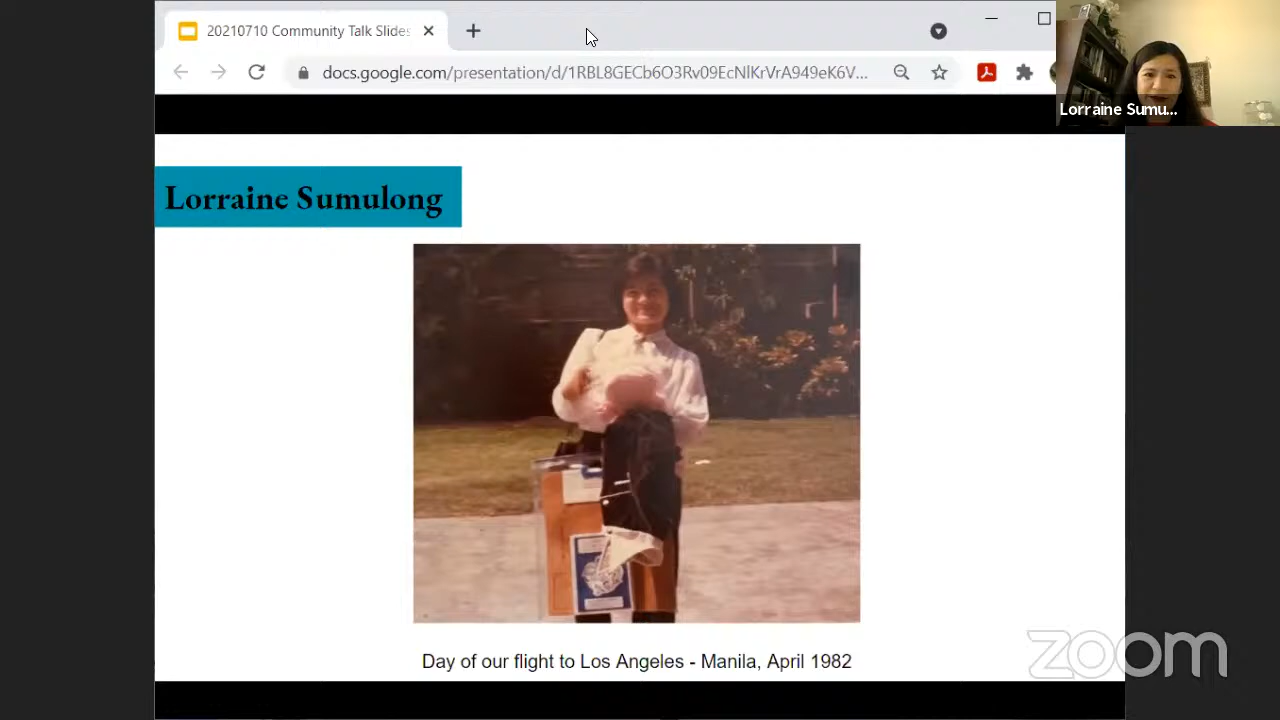 20210710 Community Talk Slides
docs.google.com/presentation/d/1RBL8GECb6O3Rv09EcNlKrVrA949eK6V...
Lorraine Sumu...
Lorraine Sumulong
Day of our flight to Los Angeles - Manila, April 1982
zoom